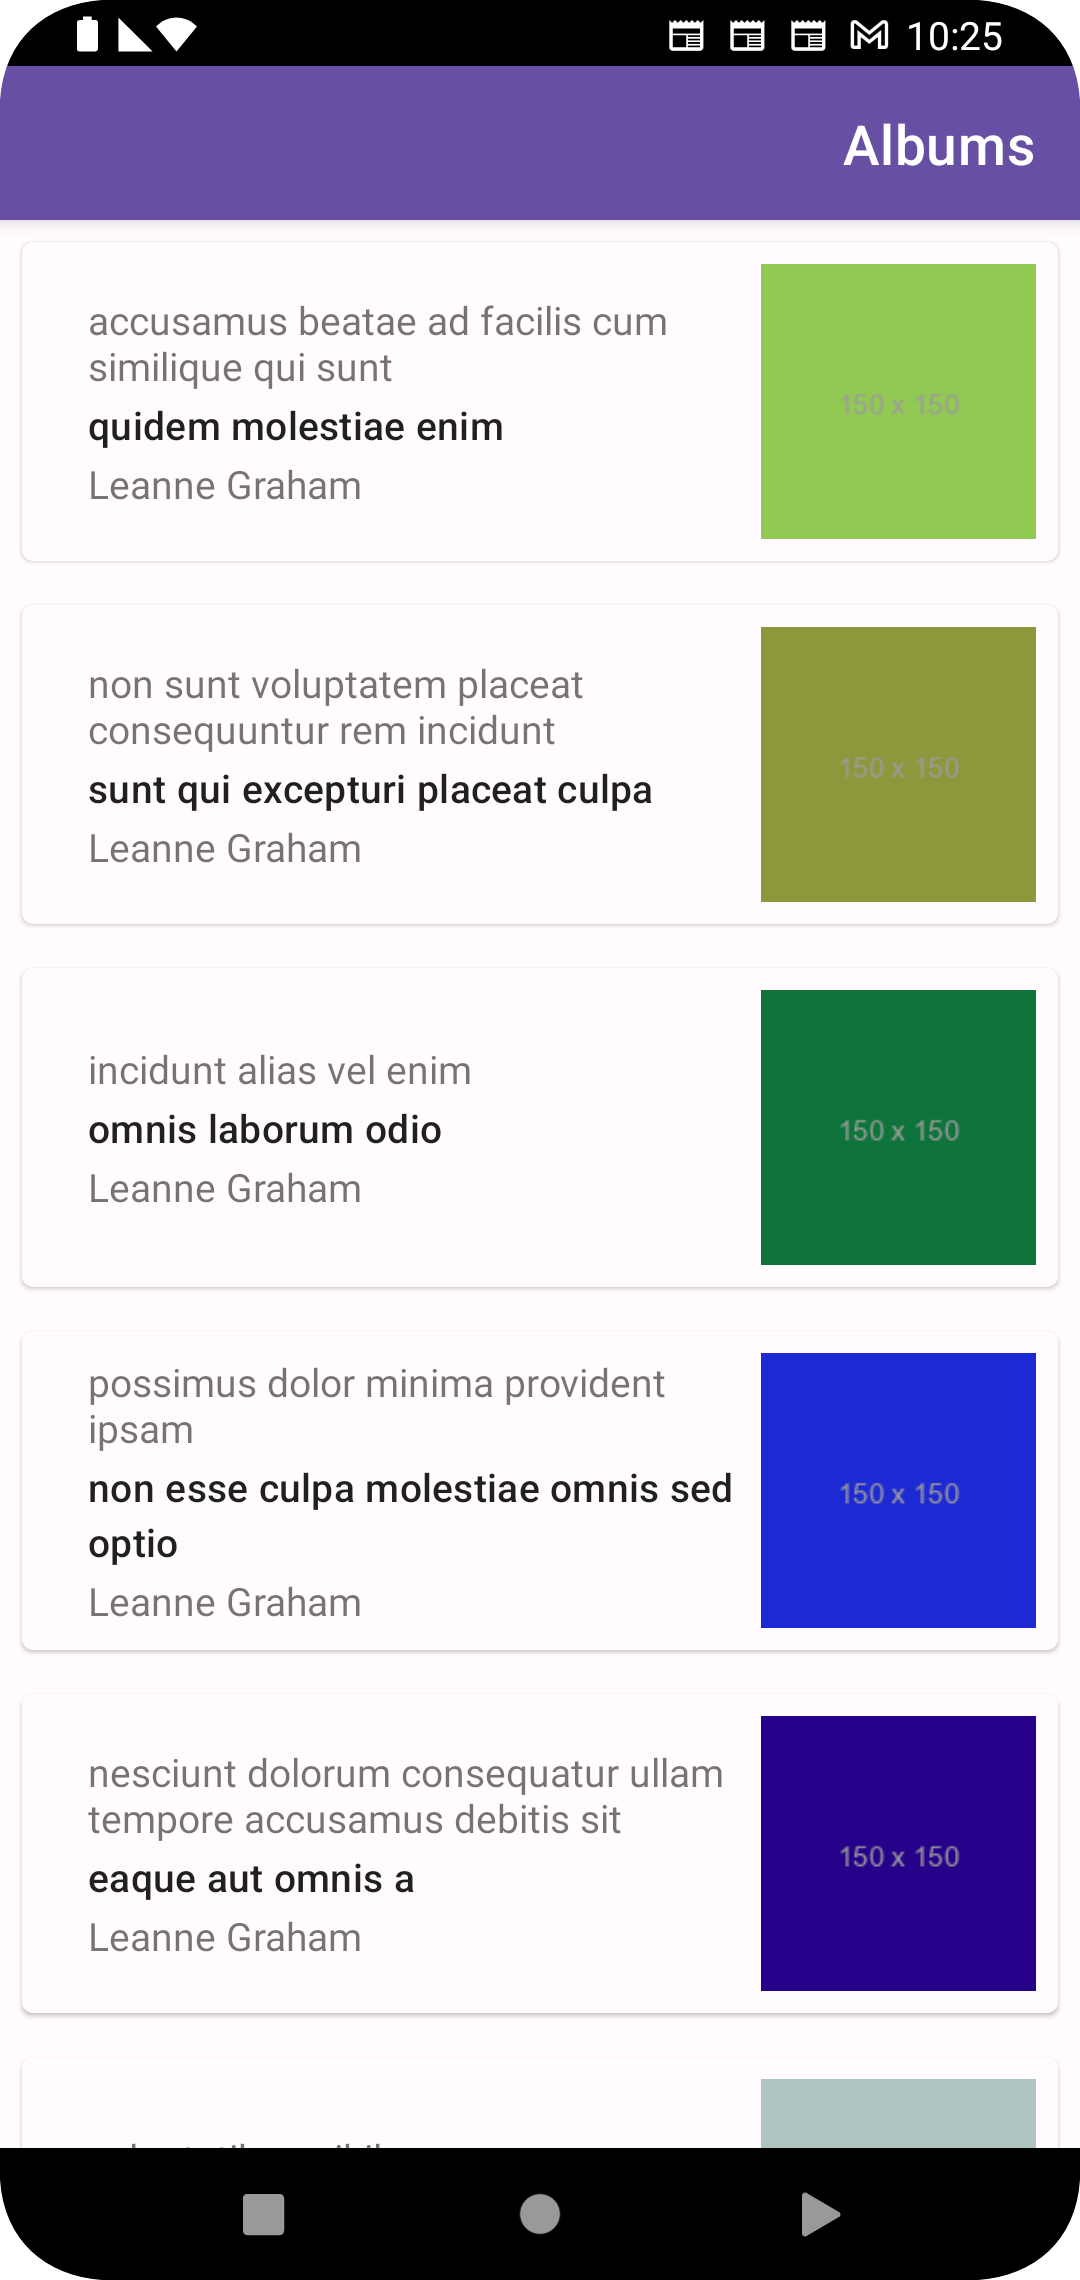 10:25
Albums
accusamus beatae ad facilis cum
similique qui sunt
quidem molestiae enim
Leanne Graham
150 x 150
non sunt voluptatem placeat
consequuntur rem incidunt
sunt qui excepturi placeat culpa
Leanne Graham
150 x 150
incidunt alias vel enim
omnis laborum odio
Leanne Graham
150 x 150
possimus dolor minima provident
ipsam
non esse culpa molestiae omnis sed
optio
Leanne Graham
150 x 150
nesciunt dolorum consequatur ullam
tempore accusamus debitis sit
eaque aut omnis a
Leanne Graham
150 x 150